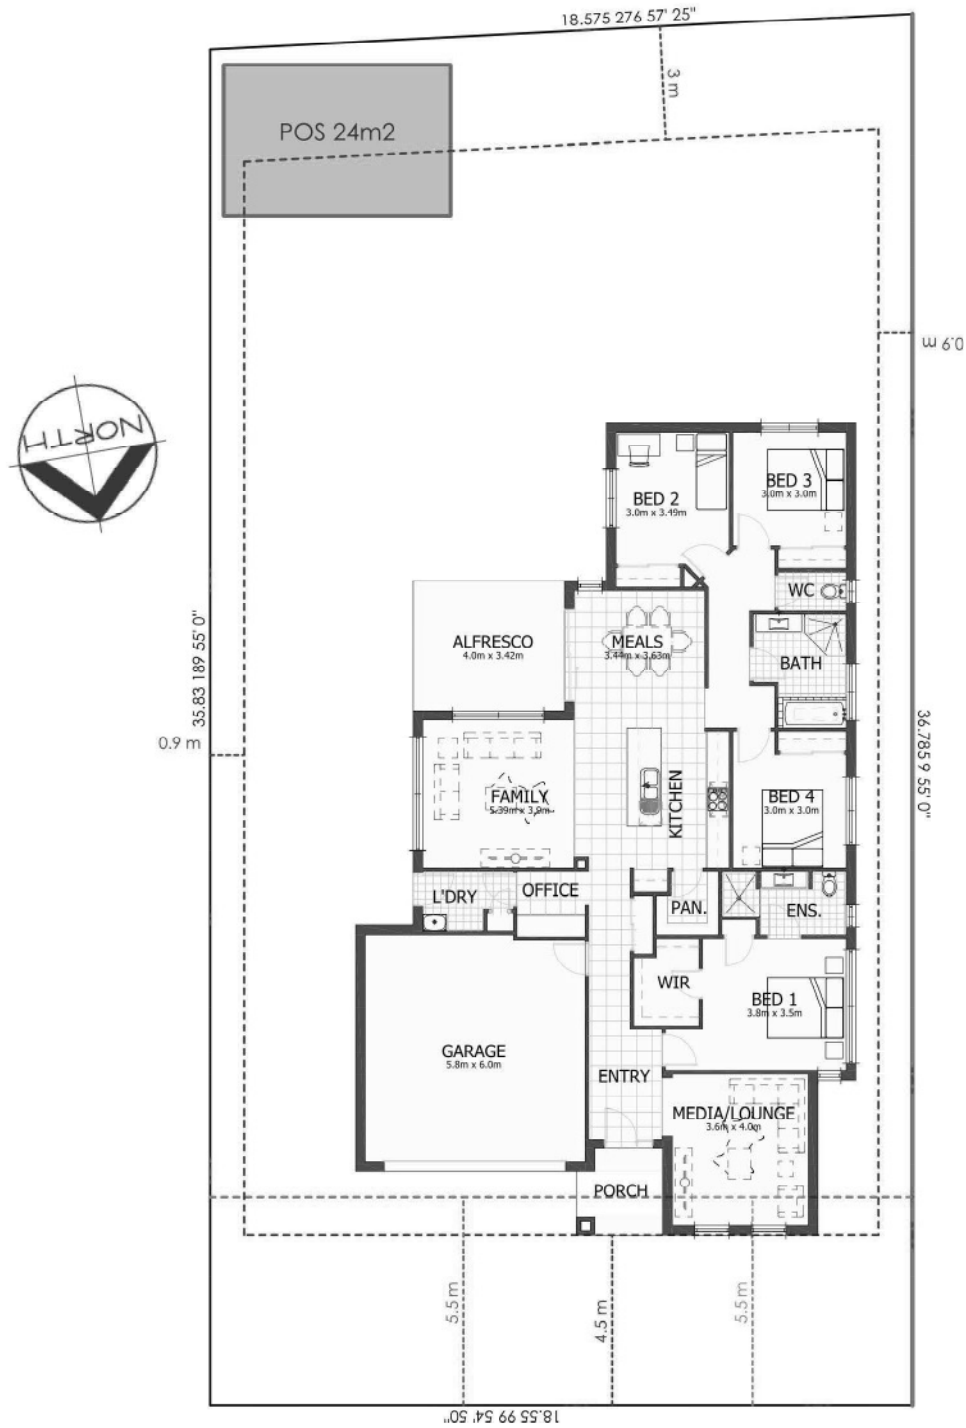 18.575 276 57' 25"
3 m
POS 24m2
0.9 m
NORTH
BED 2
3.0m x 3.49m
BED 3
3.0m x 3.0m
WC
ALFRESCO
4.0m x 3.42m
MEALS
3.44m x 3.63m
BATH
35.83 189 55' 0"
0.9 m
36.785 9 55' 0"
FAMILY
5.39m x 3.9m
KITCHEN
BED 4
3.0m x 3.0m
L'DRY
OFFICE
PAN.
ENS.
WIR
BED 1
3.8m x 3.5m
GARAGE
5.8m x 6.0m
ENTRY
MEDIA/LOUNGE
3.6m x 4.0m
PORCH
5.5 m
4.5 m
5.5 m
18.55 99 54' 50"